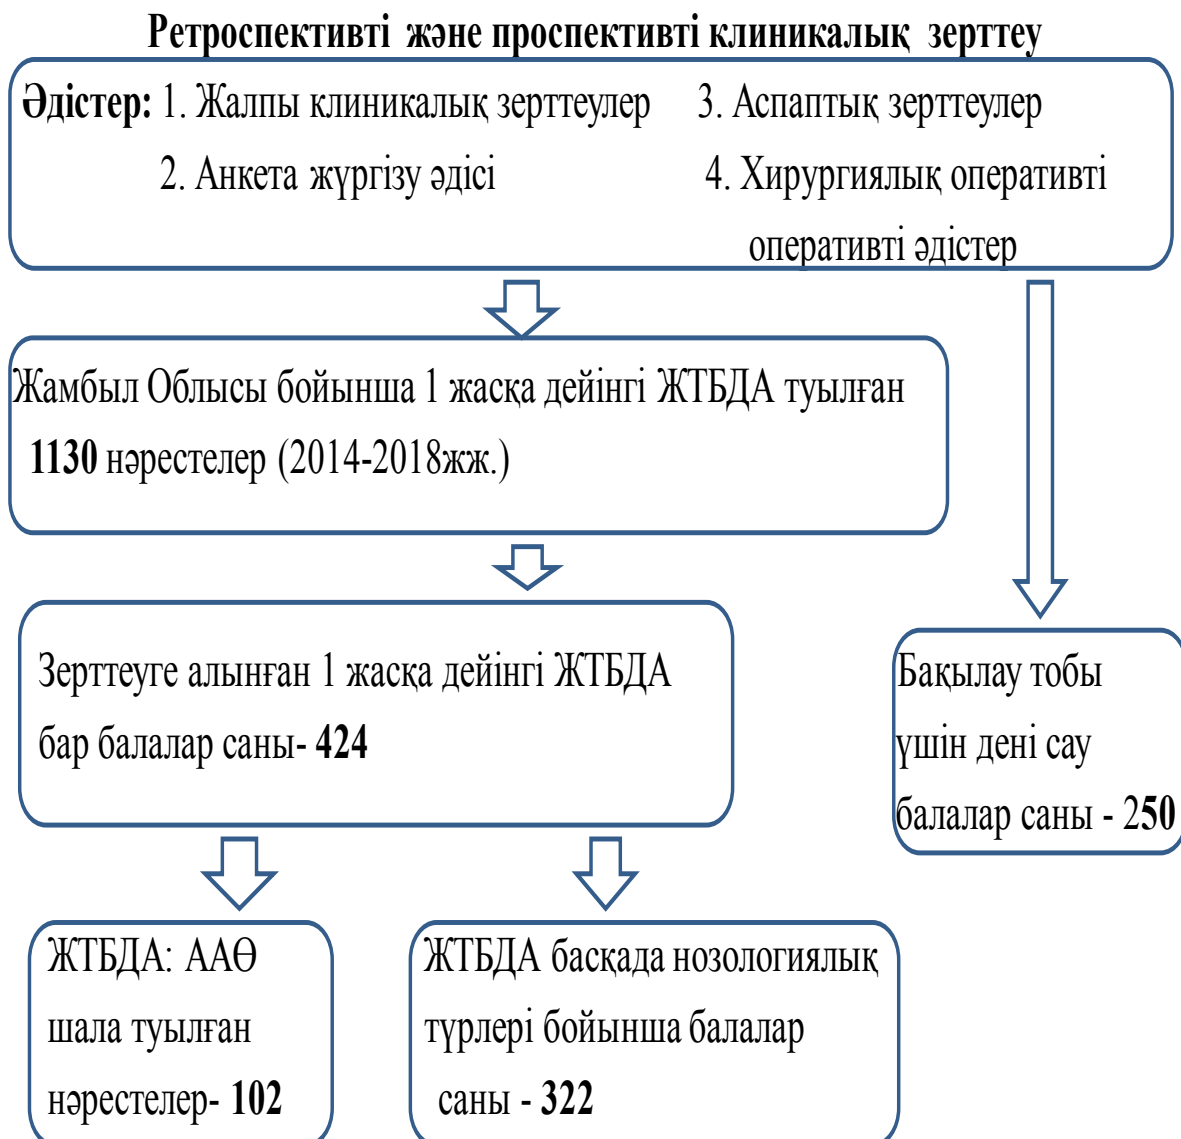 Ретроспективті және проспективті клиникалық зерттеу
Әдістер: 1. Жалпы клиникалық зерттеулер 3. Аспаптық зерттеулер
2. Анкета жүргізу әдісі 4. Хирургиялық оперативті
оперативті әдістер
Жамбыл Облысы бойынша 1 жасқа дейінгі ЖТБДА туылған
1130 нәрестелер (2014-2018жж.)
Зерттеуге алынған 1 жасқа дейінгі ЖТБДА
бар балалар саны- 424
Бақылау тобы
үшін дені сау
балалар саны - 250
ЖТБДА: ААӨ
шала туылған
нәрестелер- 102
ЖТБДА басқада нозологиялық
түрлері бойынша балалар
саны - 322